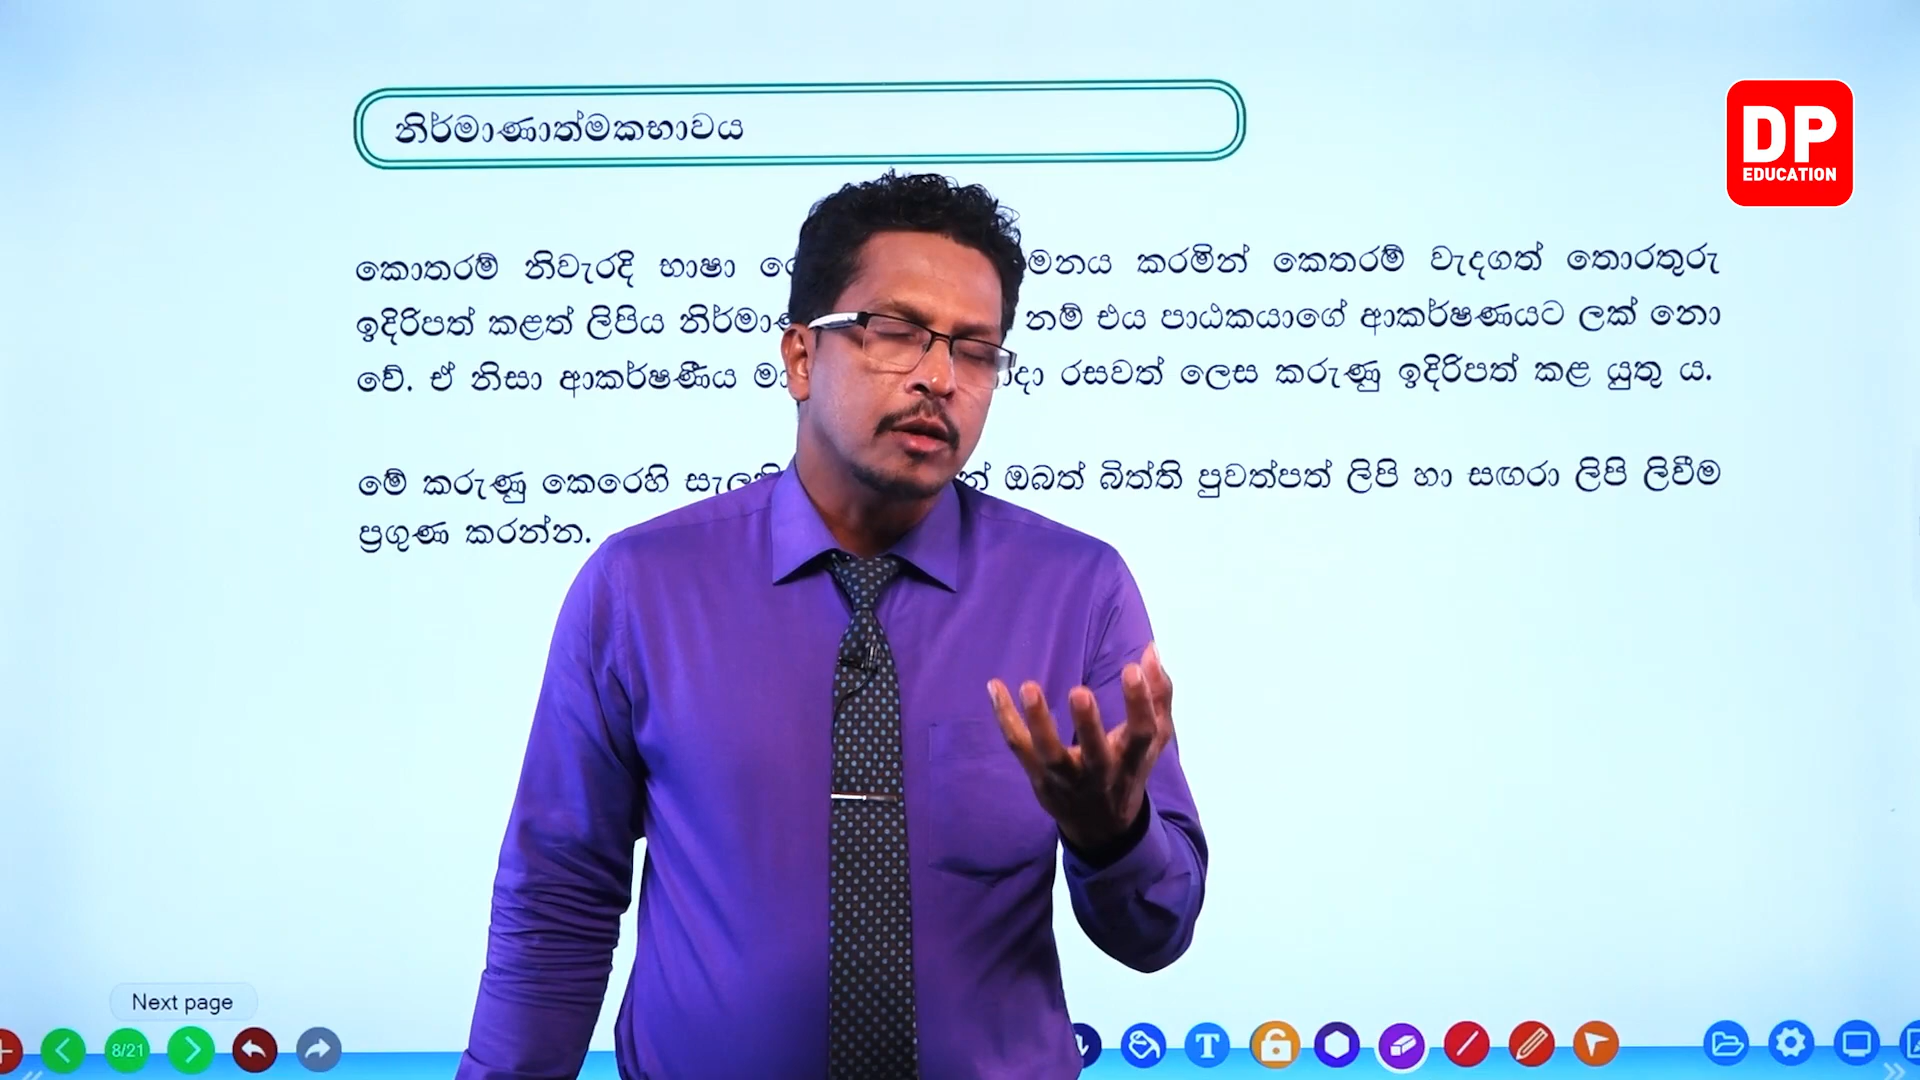 නිර්මාණාත්මකභාවය
DP
EDUCATION
කොතරම් නිවැරදි භාෂා කරමින් කෙතරම් වැදගත් තොරතුරු
ඉදිරිපත් කළත් ලිපිය නම් එය පාඨකයාගේ ආකර්ෂණයට ලක් නො
වේ. ඒ නිසා ආකර්ෂණීය රසවත් ලෙස කරුණු ඉදිරිපත් කළ යුතු ය.
මේ කරුණු කෙරෙහි ඔබත් බිත්ති පුවත්පත් ලිපි හා සඟරා ලිපි ලිවීම
ප්‍රගුණ කරන්න.
Next page
8/21
T